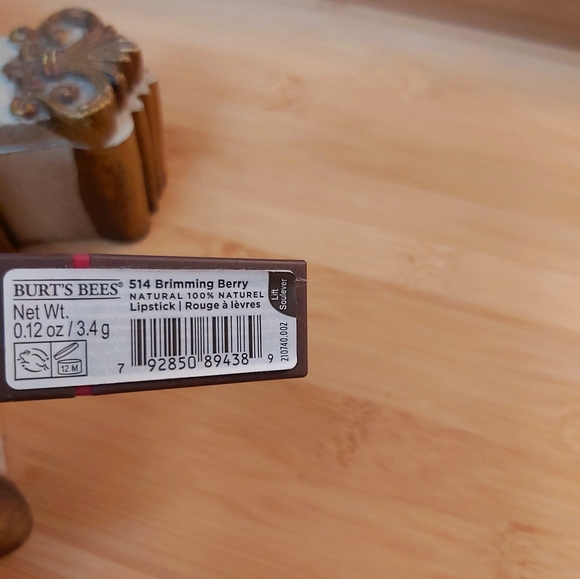 BURT'S BEES®
Net Wt.
0.12 oz / 3.4 g
12 M
514 Brimming Berry
NATURAL 100% NATUREL
Lipstick | Rouge à lèvres
7 92850 89438 9
Lift
Soulever
210740.002